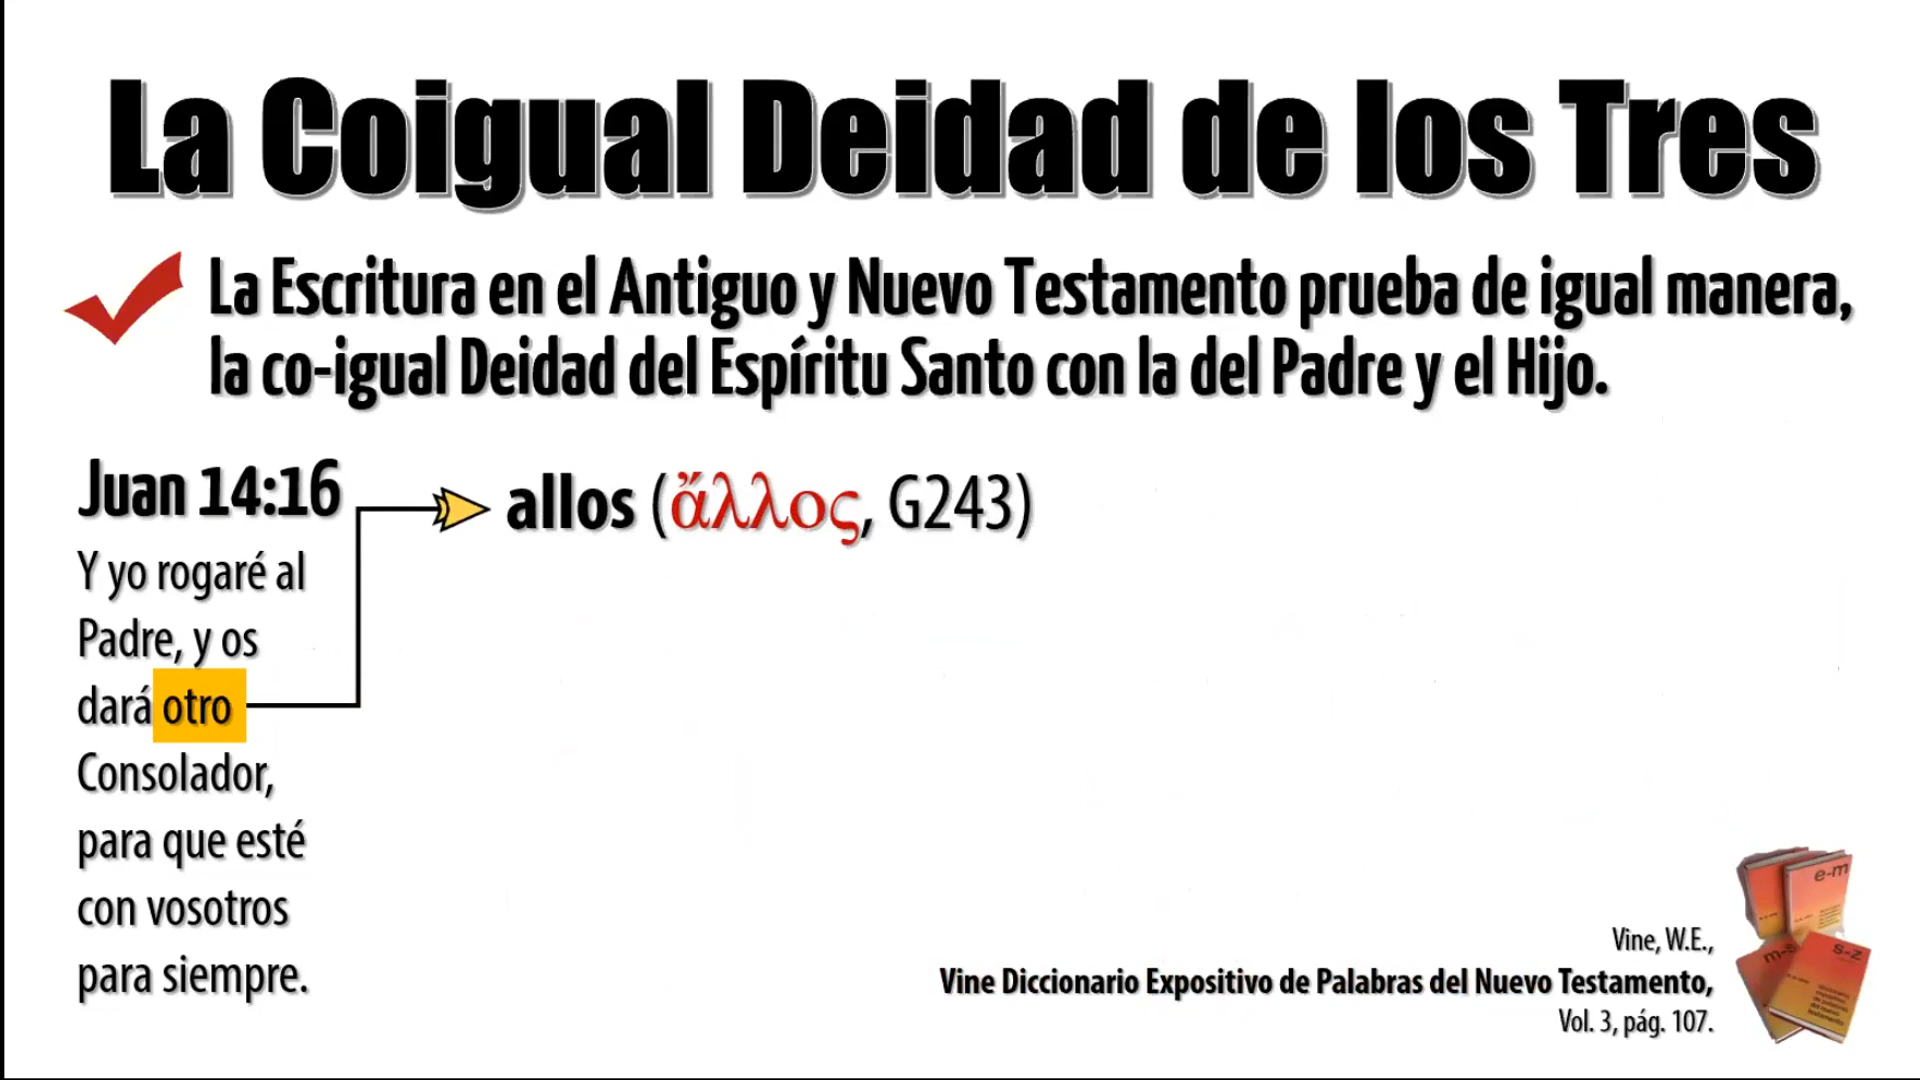 La Coigual Deidad de los Tres
La Escritura en el Antiguo y Nuevo Testamento prueba de igual manera,
la co-igual Deidad del Espíritu Santo con la del Padre y el Hijo.
Juan 14:16
Y yo rogaré al
Padre, y os
dará otro
Consolador,
para que esté
con vosotros
para siempre.
allos (ἄλλος, G243)
Vine, W.E.,
Vine Diccionario Expositivo de Palabras del Nuevo Testamento,
Vol. 3, pág. 107.
e-m
m-s
s-z